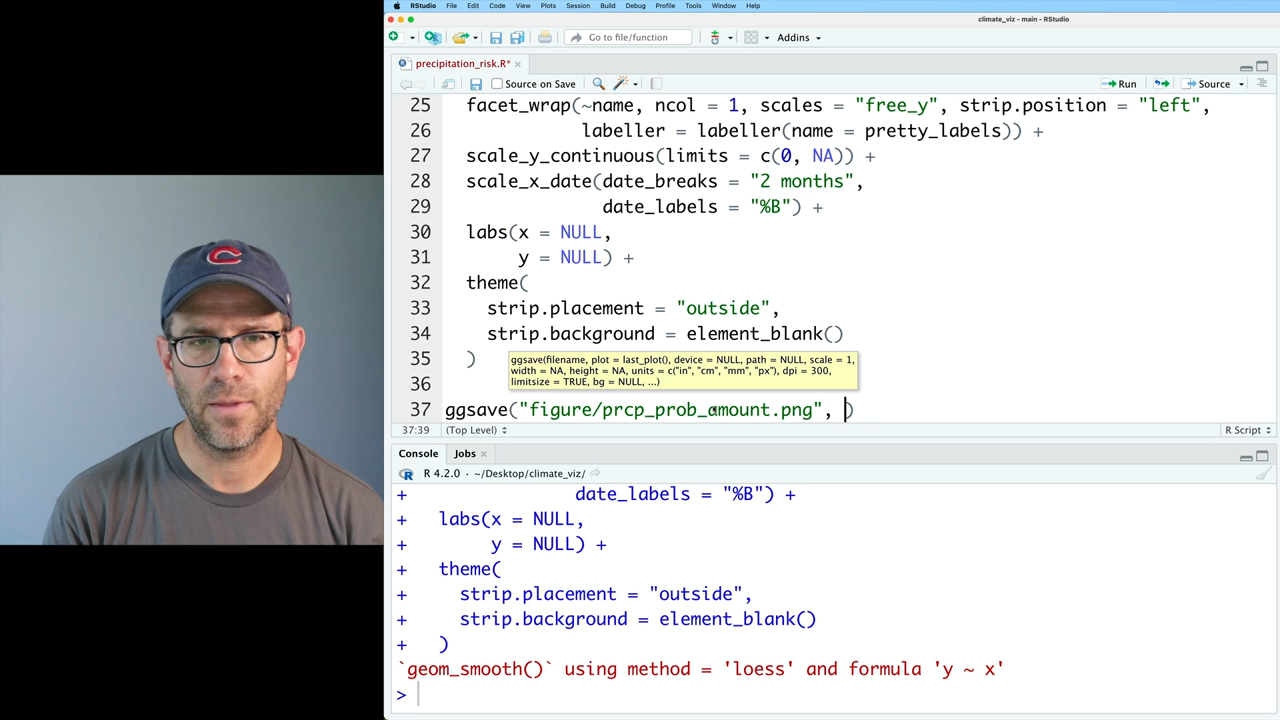 RStudio File Edit Code View Plots Session Build Debug Profile Tools Window Help
climate_viz - main - RStudio
Go to file/function Addins
precipitation_risk.R*
Source on Save Run Source
25 facet_wrap(~name, ncol = 1, scales = "free_y", strip.position = "left",
26 labeller = labeller(name = pretty_labels)) +
27 scale_y_continuous(limits = c(0, NA)) +
28 scale_x_date(date_breaks = "2 months",
29 date_labels = "%B") +
30 labs(x = NULL,
31 y = NULL) +
32 theme(
33 strip.placement = "outside",
34 strip.background = element_blank()
35 )
ggsave(filename, plot = last_plot(), device = NULL, path = NULL, scale = 1,
width = NA, height = NA, units = c("in", "cm", "mm", "px"), dpi = 300,
limitsize = TRUE, bg = NULL, ...)
36
37 ggsave("figure/prcp_prob_amount.png", )
37:39 (Top Level) R Script
Console Jobs
R 4.2.0 · ~/Desktop/climate_viz/
+ date_labels = "%B") +
+ labs(x = NULL,
+ y = NULL) +
+ theme(
+ strip.placement = "outside",
+ strip.background = element_blank()
+ )
`geom_smooth()` using method = 'loess' and formula 'y ~ x'
>